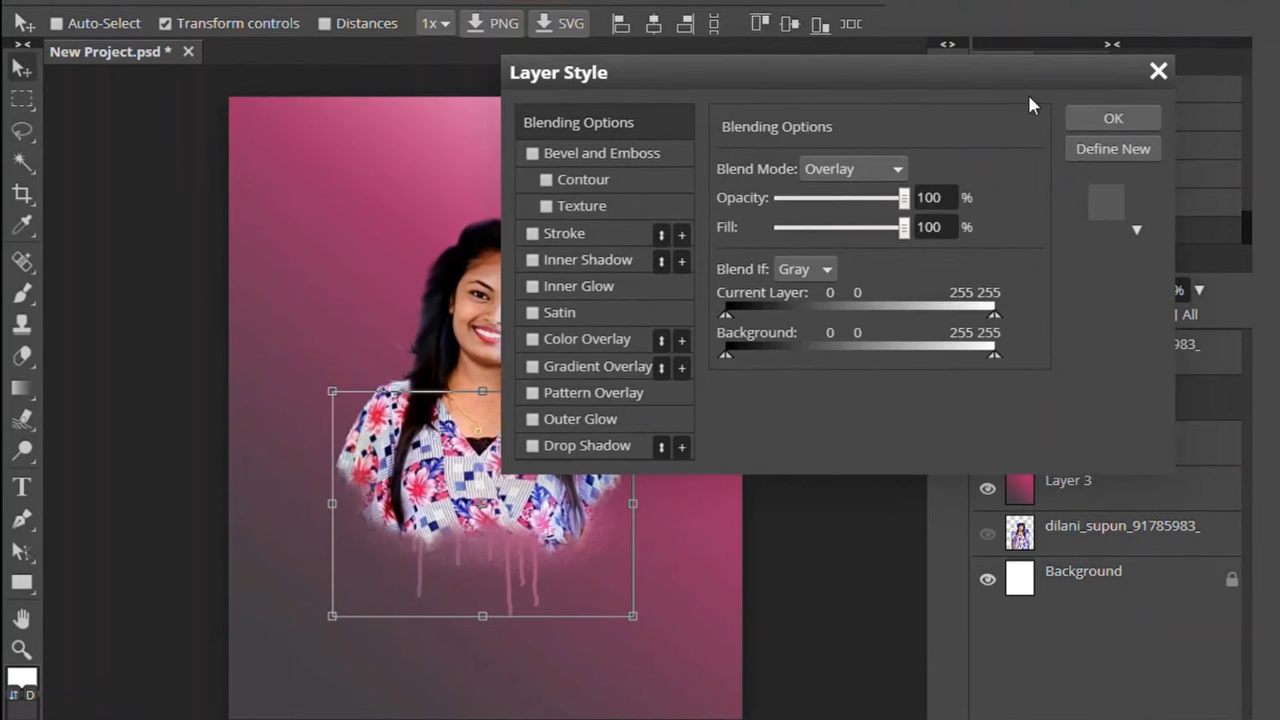 Auto-Select Transform controls Distances 1x PNG SVG
New Project.psd *
Layer Style
Blending Options
Bevel and Emboss
Contour
Texture
Stroke
Inner Shadow
Inner Glow
Satin
Color Overlay
Gradient Overlay
Pattern Overlay
Outer Glow
Drop Shadow
Blending Options
Blend Mode: Overlay
Opacity: 100 %
Fill: 100 %
Blend If: Gray
Current Layer: 0 0 255 255
Background: 0 0 255 255
OK
Define New
%
All
983_
Layer 3
dilani_supun_91785983_
Background
T
D